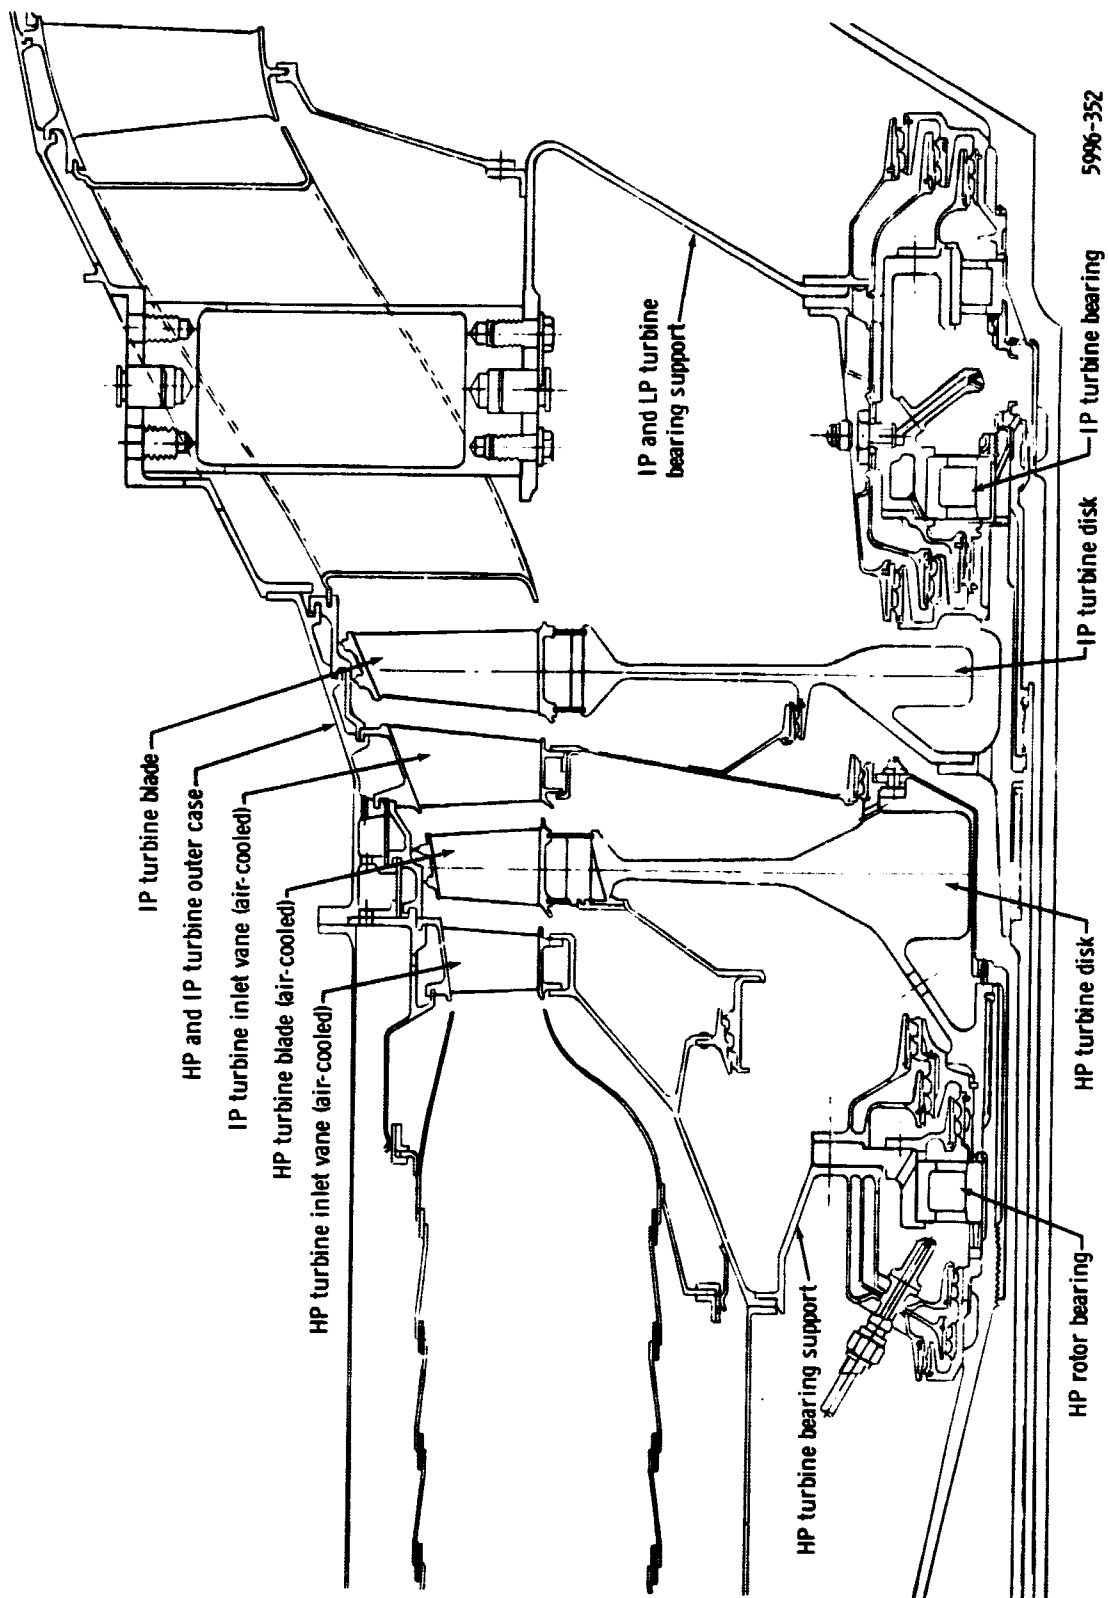 IP turbine blade
HP and IP turbine outer case
IP turbine inlet vane (air-cooled)
HP turbine blade (air-cooled)
HP turbine inlet vane (air-cooled)
IP and LP turbine
bearing support
HP turbine bearing support
HP rotor bearing
HP turbine disk
IP turbine disk
IP turbine bearing
5996-352